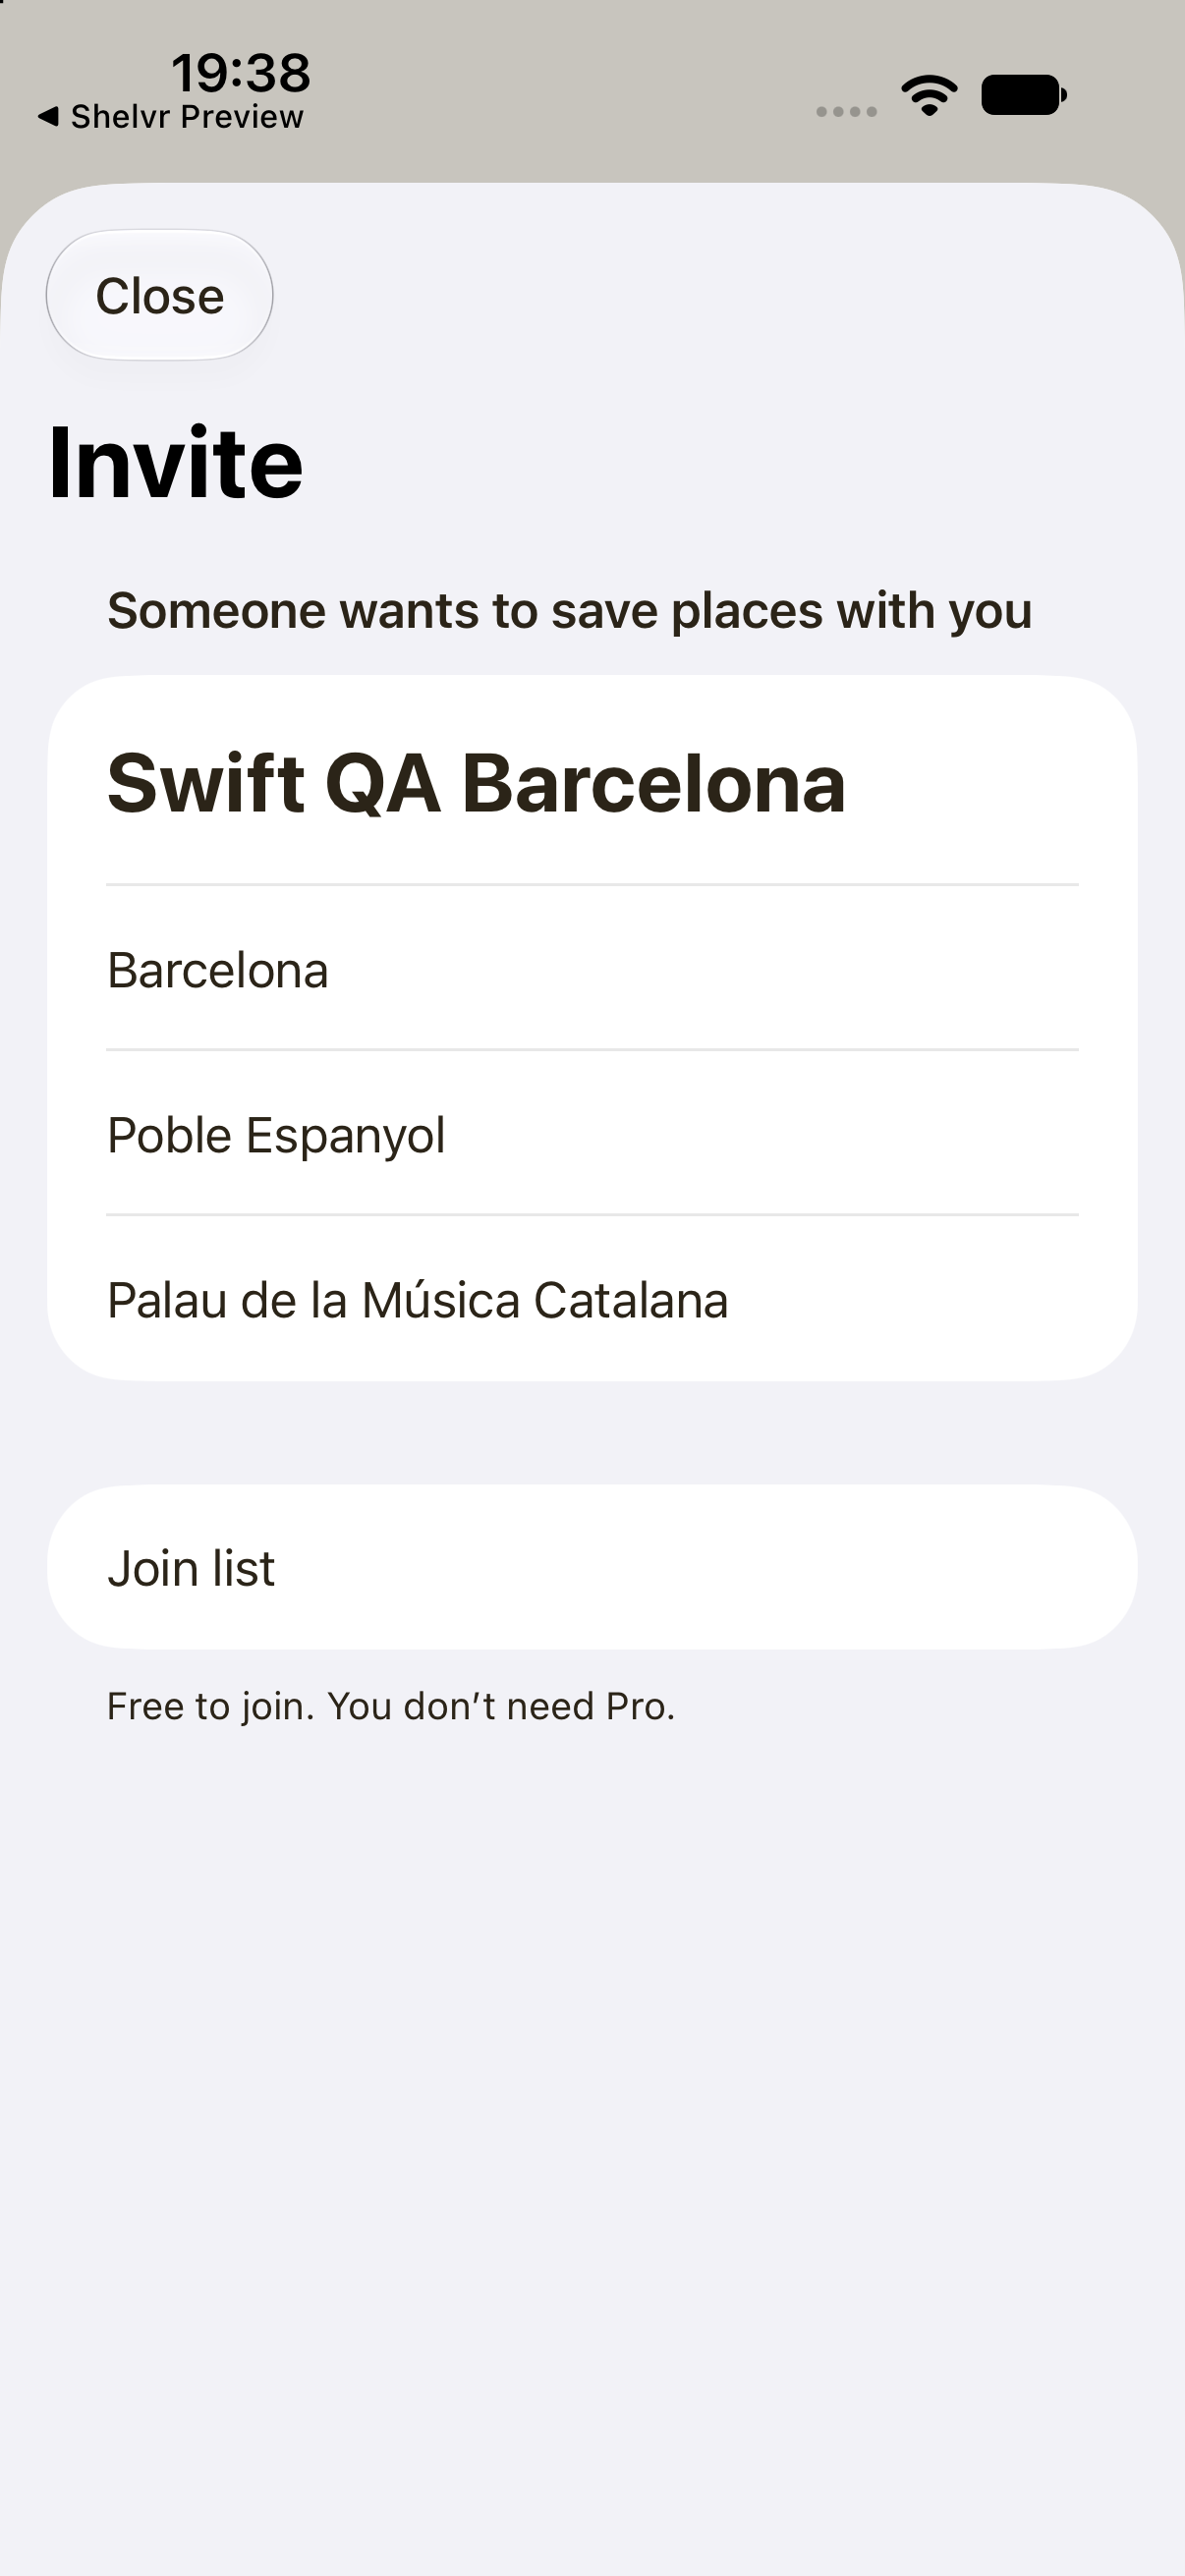 19:38
◀ Shelvr Preview
Close
Invite
Someone wants to save places with you
Swift QA Barcelona
Barcelona
Poble Espanyol
Palau de la Música Catalana
Join list
Free to join. You don’t need Pro.